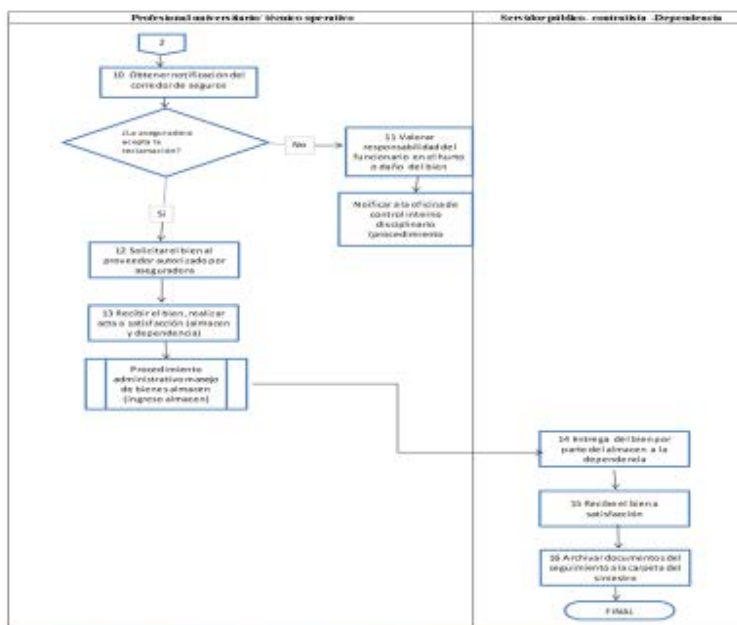 Profesional universitario/ técnico operativo
Servidor público - contratista -Dependencia
2
10 Obtener notificación del
corredor de seguros
¿La aseguradora
acepta la
reclamación?
No
11 Valorar
responsabilidad del
funcionario en el hurto
o daño del bien
Si
Notificar a la oficina de
control interno
disciplinario
(procedimiento
12 Solicitar el bien al
proveedor autorizado por
aseguradora
13 Recibir el bien, realizar
acta a satisfacción (almacen
y dependencia)
Procedimiento
administrativo manejo
de bienes almacen
(ingreso almacen)
14 Entrega del bien por
parte del almacen a la
dependencia
15 Recibe el bien a
satisfacción
16 Archivar documentos del
seguimiento a la carpeta del
siniestro
FINAL